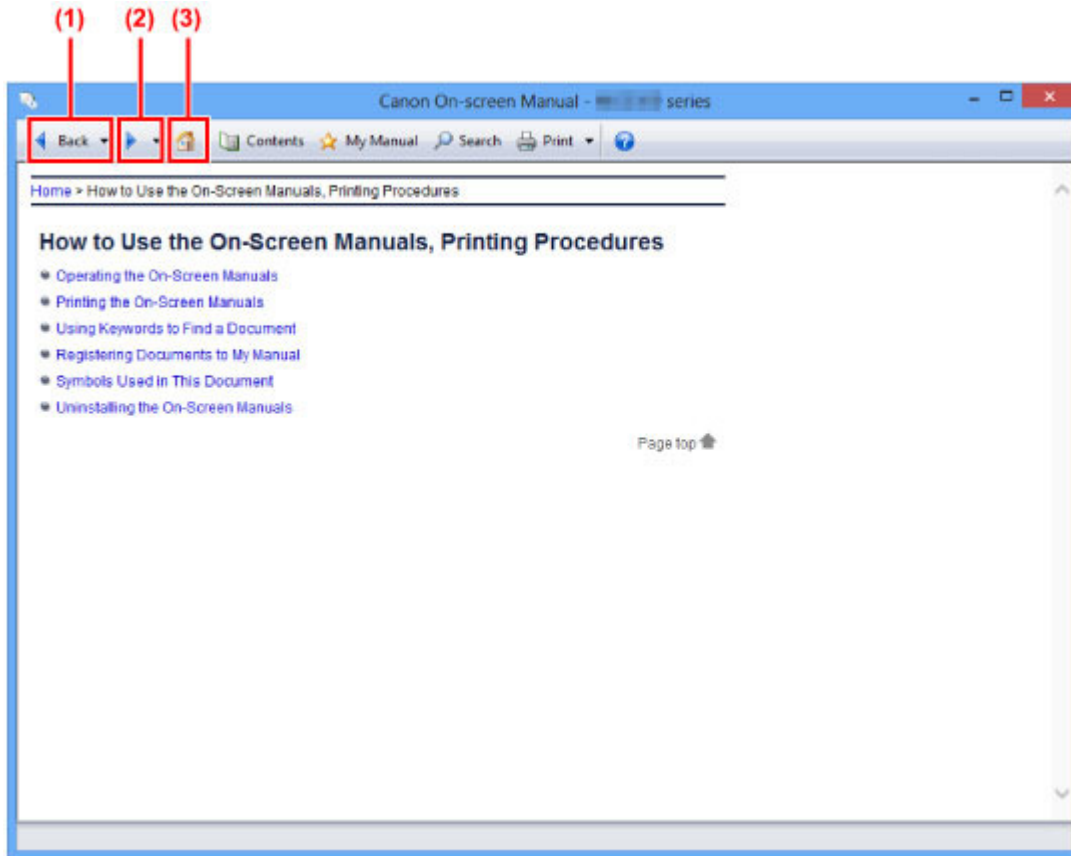 (1) (2) (3)
Canon On-screen Manual - series
Back Contents My Manual Search Print
Home > How to Use the On-Screen Manuals, Printing Procedures
How to Use the On-Screen Manuals, Printing Procedures
Operating the On-Screen Manuals
Printing the On-Screen Manuals
Using Keywords to Find a Document
Registering Documents to My Manual
Symbols Used in This Document
Uninstalling the On-Screen Manuals
Page top